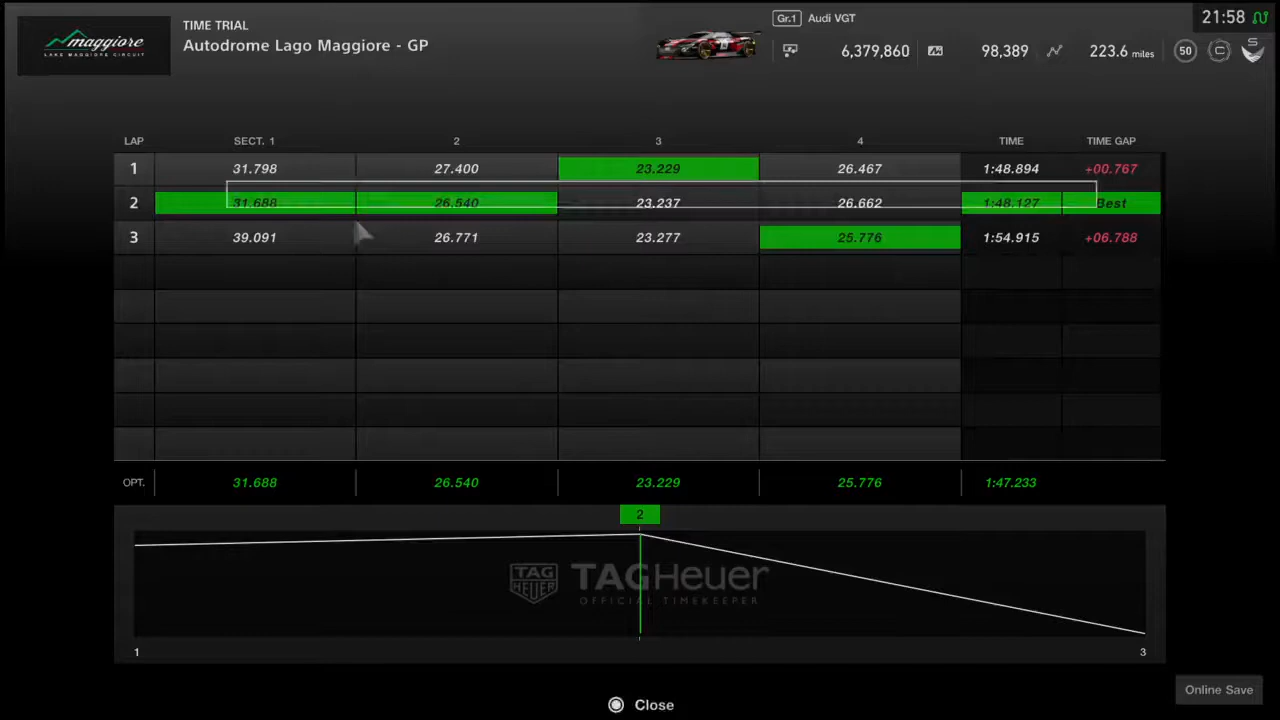 maggiore
LAKE MAGGIORE CIRCUIT
TIME TRIAL
Autodrome Lago Maggiore - GP
Gr.1 Audi VGT
6,379,860 98,389 223.6 miles 50 C S
21:58
LAP SECT. 1 2 3 4 TIME TIME GAP
1 31.798 27.400 23.229 26.467 1:48.894 +00.767
2 31.688 26.540 23.237 26.662 1:48.127 Best
3 39.091 26.771 23.277 25.776 1:54.915 +06.788
OPT. 31.688 26.540 23.229 25.776 1:47.233
2
TAG HEUER TAGHeuer
OFFICIAL TIMEKEEPER
1 3
Online Save
Close